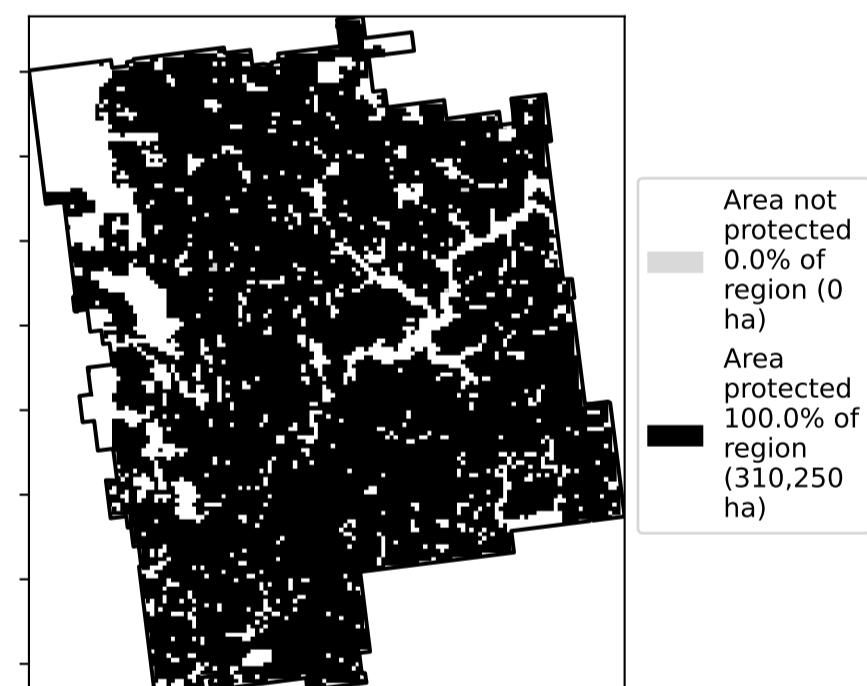 Area not
protected
0.0% of
region (0
ha)
Area
protected
100.0% of
region
(310,250
ha)